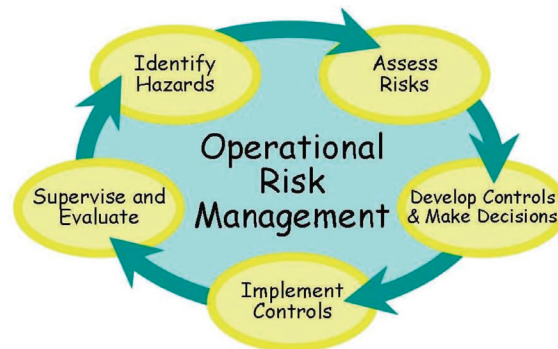 Identify
Hazards
Assess
Risks
Operational
Risk
Management
Supervise and
Evaluate
Develop Controls
& Make Decisions
Implement
Controls